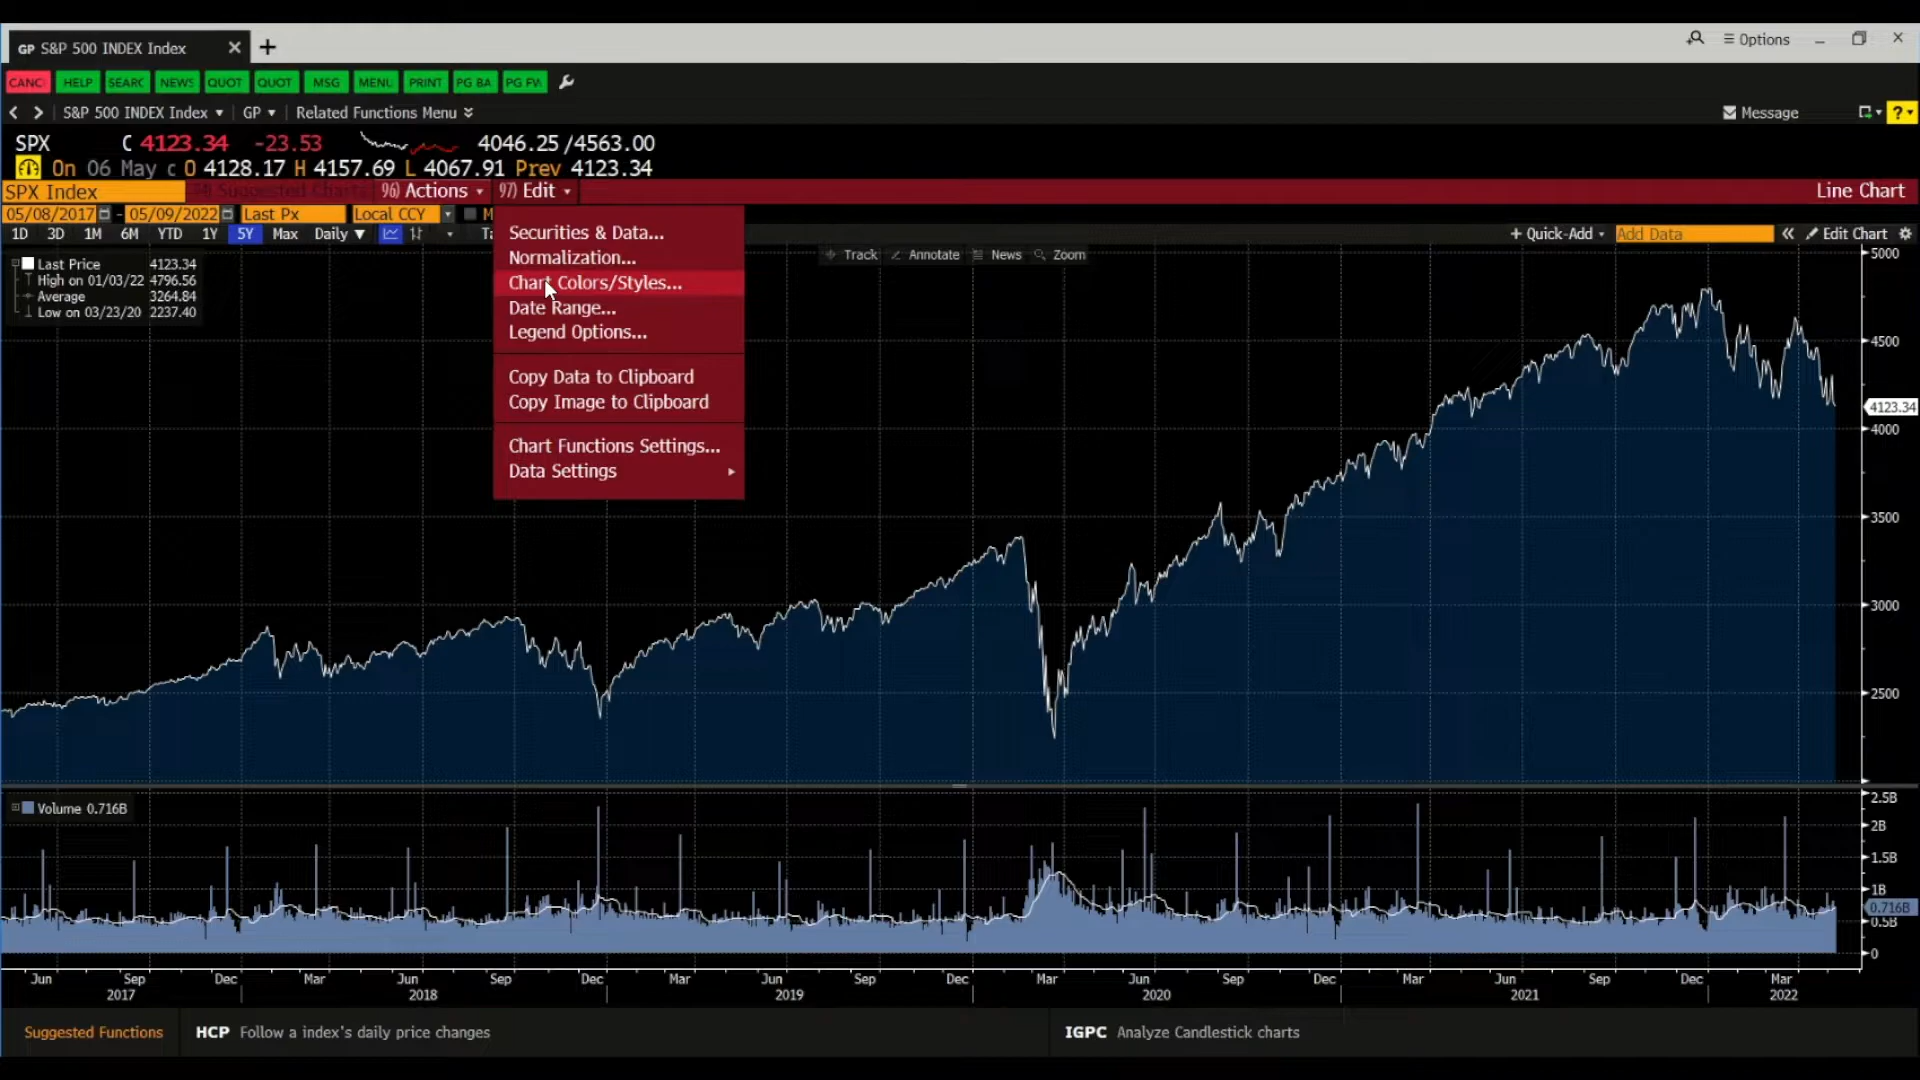 GP S&P 500 INDEX Index
Options
CANC HELP SEARC NEWS QUOT QUOT MSG MENU PRINT PG BA PG FW
S&P 500 INDEX Index GP Related Functions Menu
Message
?
SPX C 4123.34 -23.53 4046.25 /4563.00
On 06 May c O 4128.17 H 4157.69 L 4067.91 Prev 4123.34
SPX Index 96) Actions 97) Edit Line Chart
05/08/2017 - 05/09/2022 Last Px Local CCY M
1D 3D 1M 6M YTD 1Y 5Y Max Daily Ta + Quick-Add Add Data Edit Chart
Track Annotate News Zoom
Securities & Data...
Normalization...
Chart Colors/Styles...
Date Range...
Legend Options...
Copy Data to Clipboard
Copy Image to Clipboard
Chart Functions Settings...
Data Settings
Last Price 4123.34
High on 01/03/22 4796.56
Average 3264.84
Low on 03/23/20 2237.40
5000
4500
4123.34
4000
3500
3000
2500
Volume 0.716B
2.5B
2B
1.5B
1B
0.716B
0.5B
0
Jun Sep Dec Mar Jun Sep Dec Mar Jun Sep Dec Mar Jun Sep Dec Mar Jun Sep Dec Mar
2017 2018 2019 2020 2021 2022
Suggested Functions HCP Follow a index's daily price changes IGPC Analyze Candlestick charts